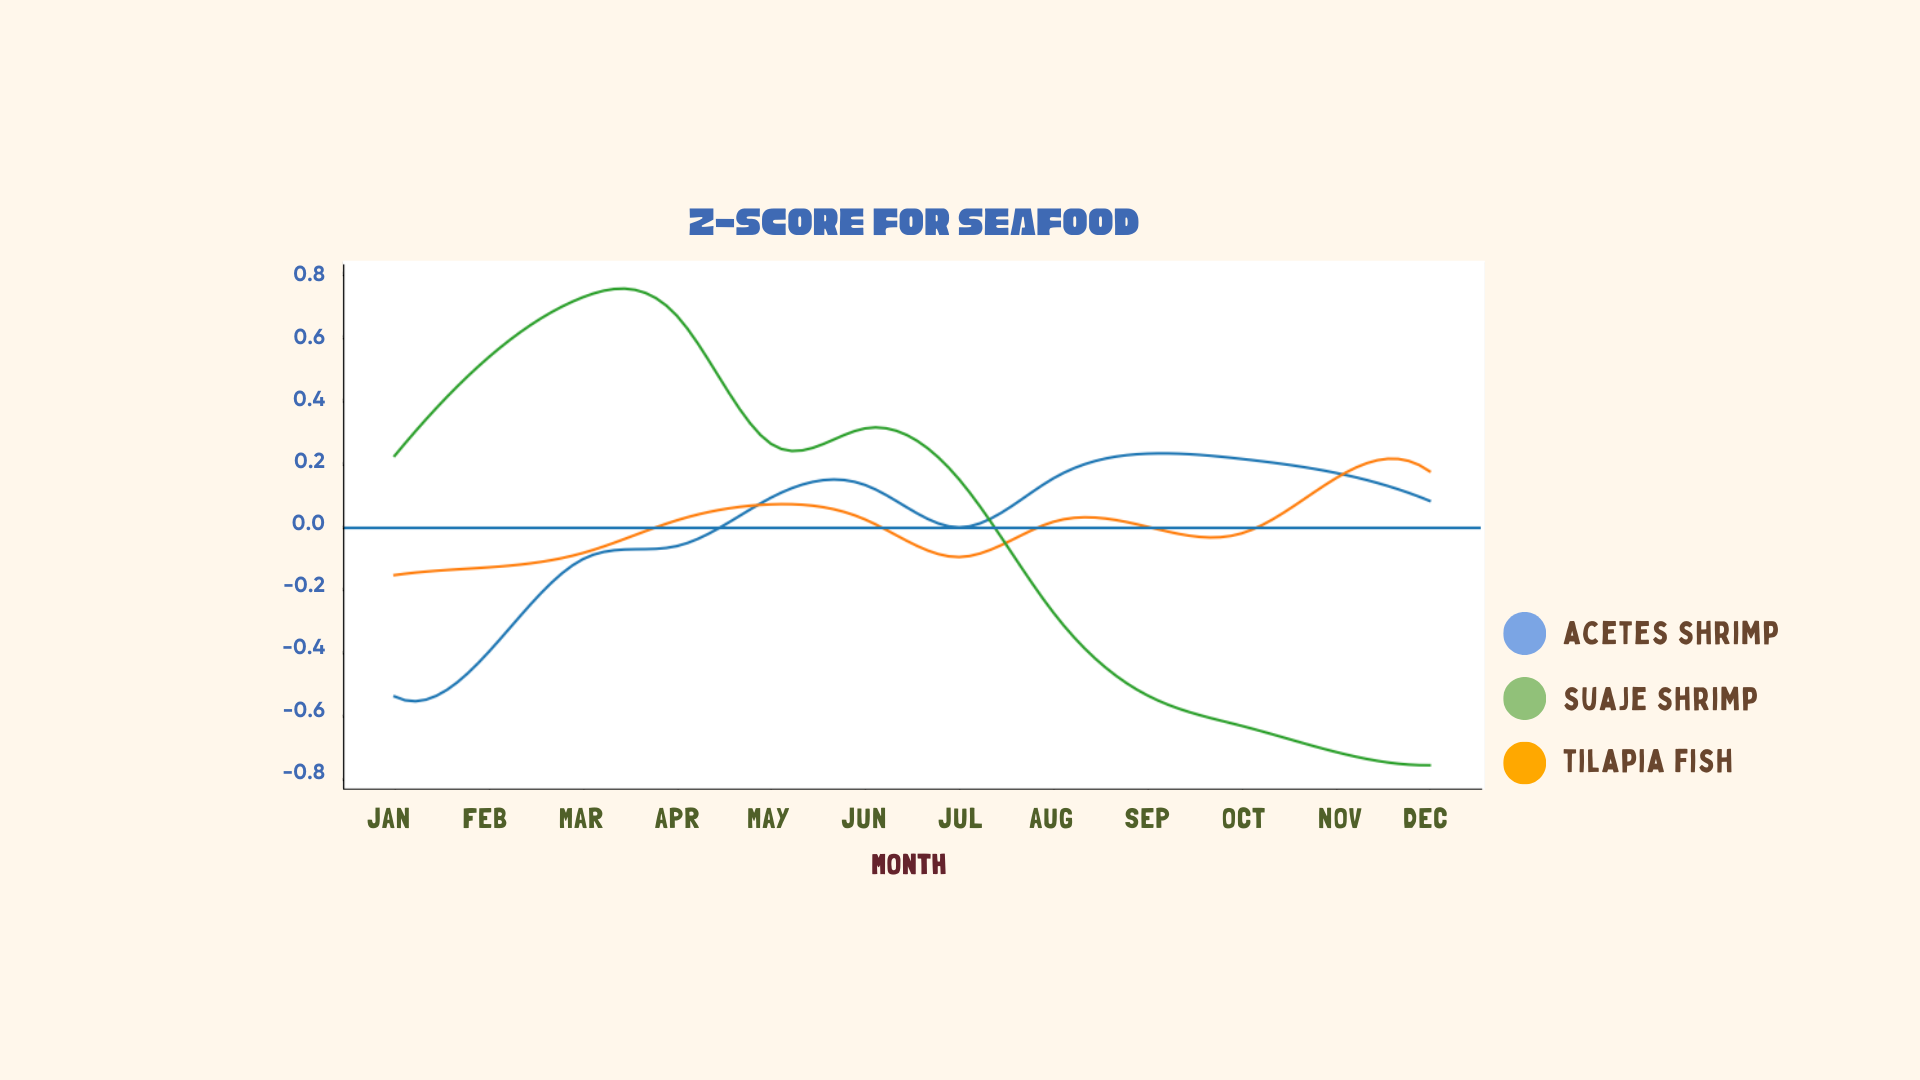 Z-SCORE FOR SEAFOOD
0.8
0.6
0.4
0.2
0.0
-0.2
-0.4
-0.6
-0.8
JAN FEB MAR APR MAY JUN JUL AUG SEP OCT NOV DEC
MONTH
ACETES SHRIMP
SUAJE SHRIMP
TILAPIA FISH